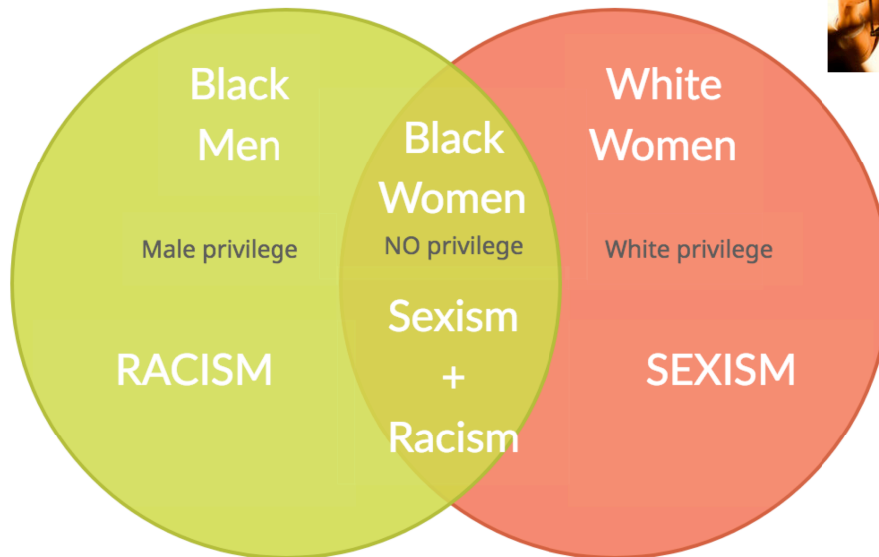 Black
Men
Male privilege
RACISM
Black
Women
NO privilege
Sexism
+
Racism
White
Women
White privilege
SEXISM